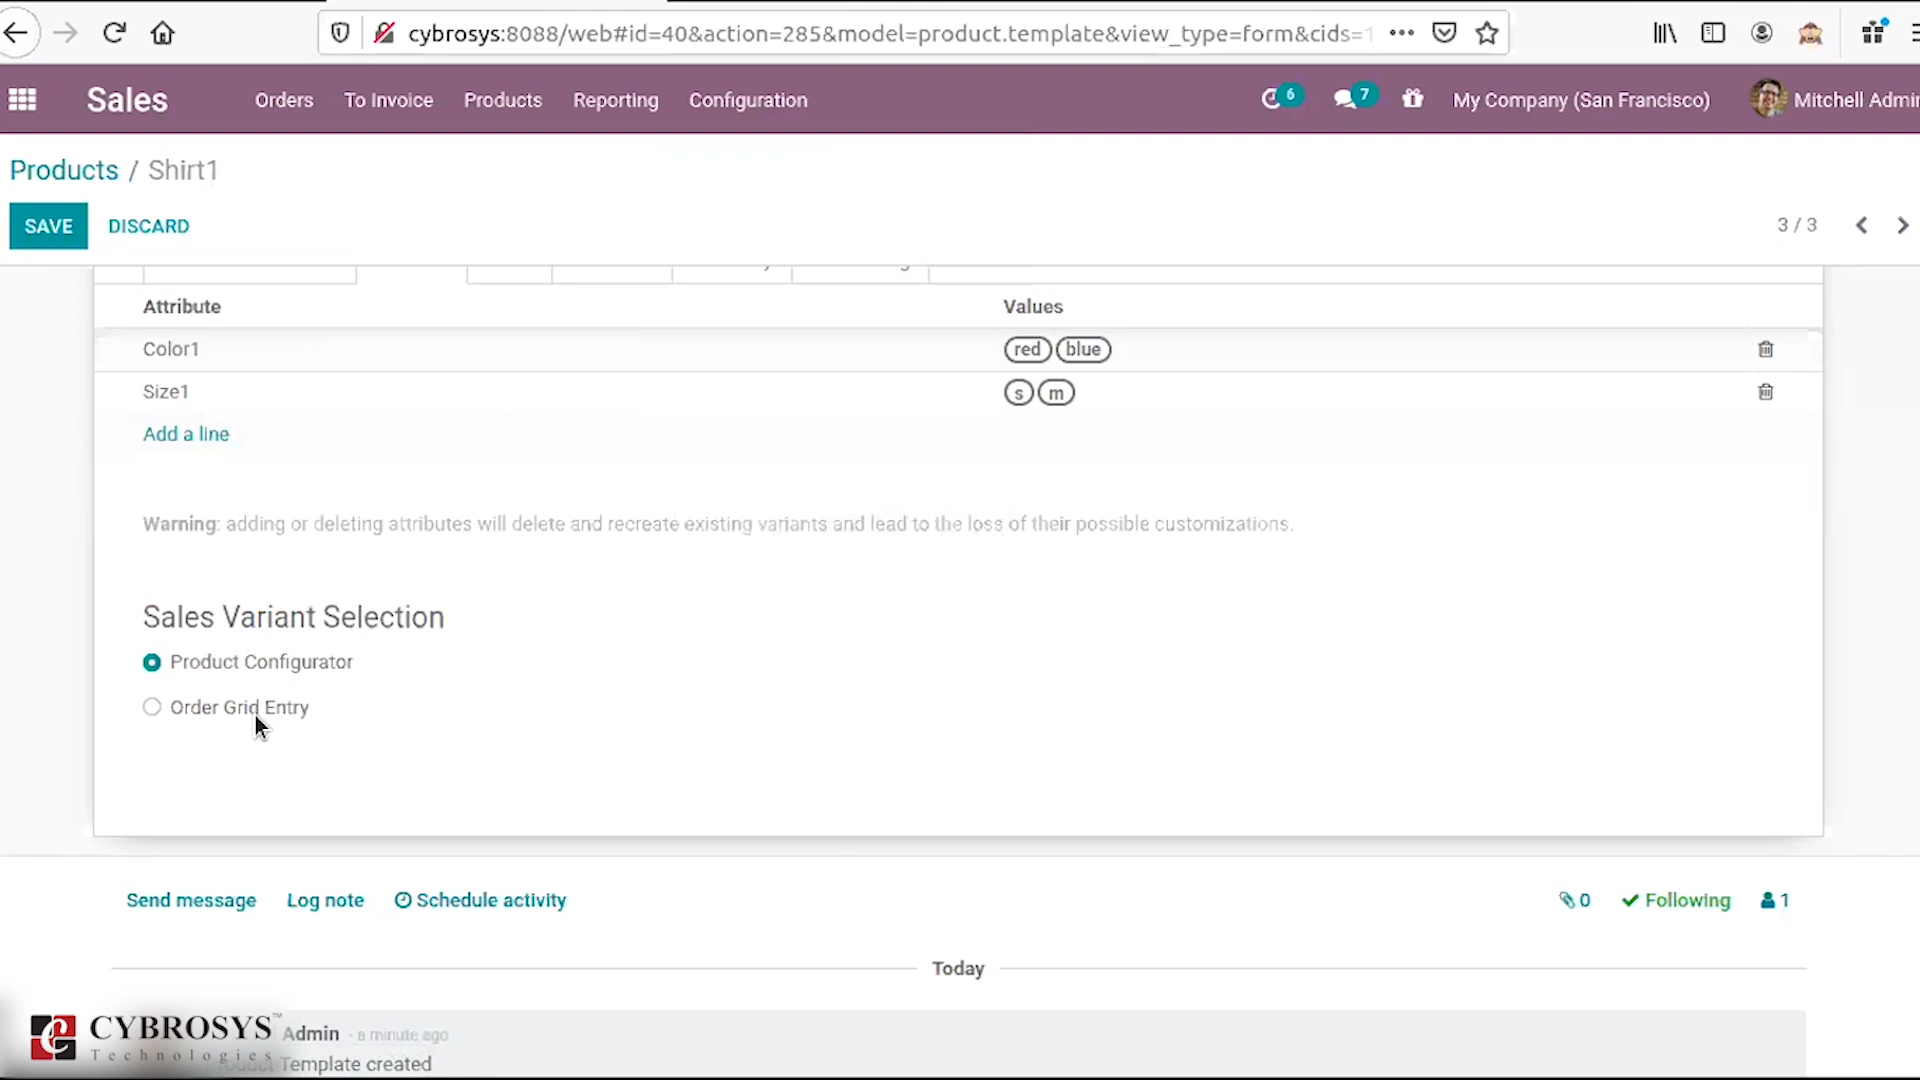 cybrosys:8088/web#id=40&action=285&model=product.template&view_type=form&cids=1
Sales
Orders
To Invoice
Products
Reporting
Configuration
6
7
My Company (San Francisco)
Mitchell Admin
Products / Shirt1
SAVE
DISCARD
3 / 3
Attribute
Values
Color1
red
blue
Size1
s
m
Add a line
Warning: adding or deleting attributes will delete and recreate existing variants and lead to the loss of their possible customizations.
Sales Variant Selection
Product Configurator
Order Grid Entry
Send message
Log note
Schedule activity
0
Following
1
Today
CYBROSYS™
Technologies
Admin - a minute ago
Template created